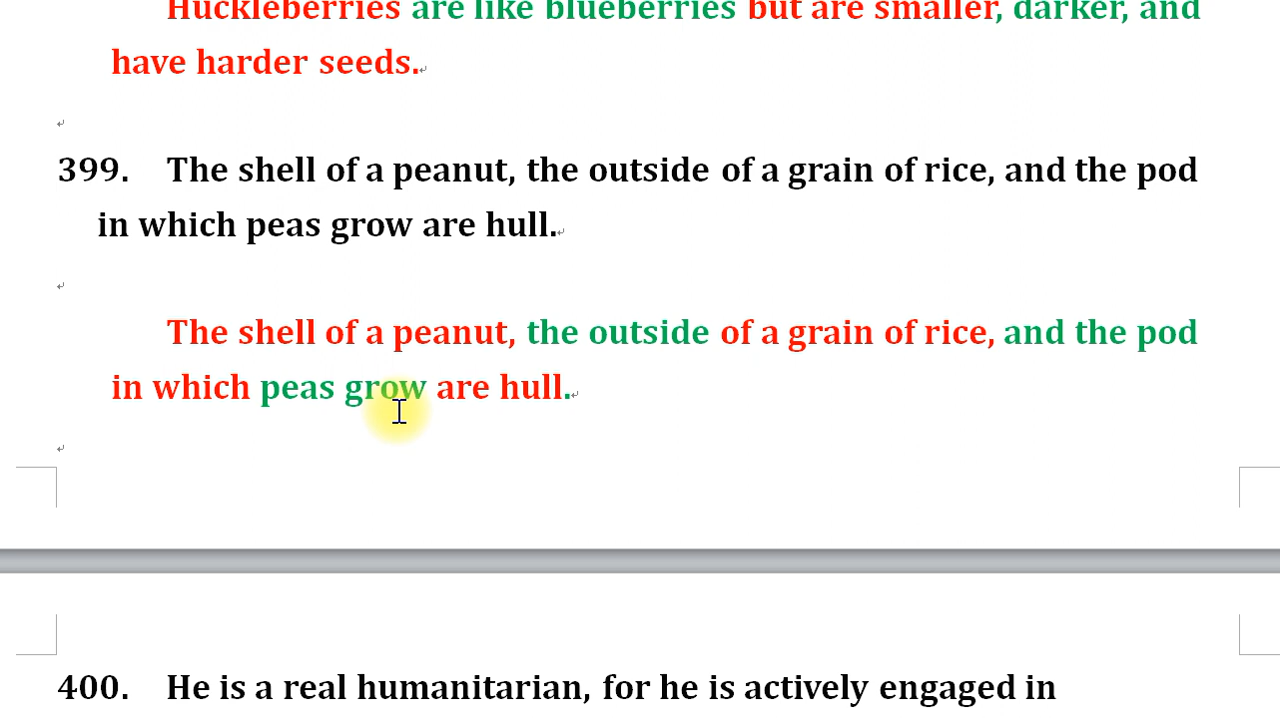 Huckleberries are like blueberries but are smaller, darker, and
have harder seeds.
399. The shell of a peanut, the outside of a grain of rice, and the pod
in which peas grow are hull.
The shell of a peanut, the outside of a grain of rice, and the pod
in which peas grow are hull.
400. He is a real humanitarian, for he is actively engaged in